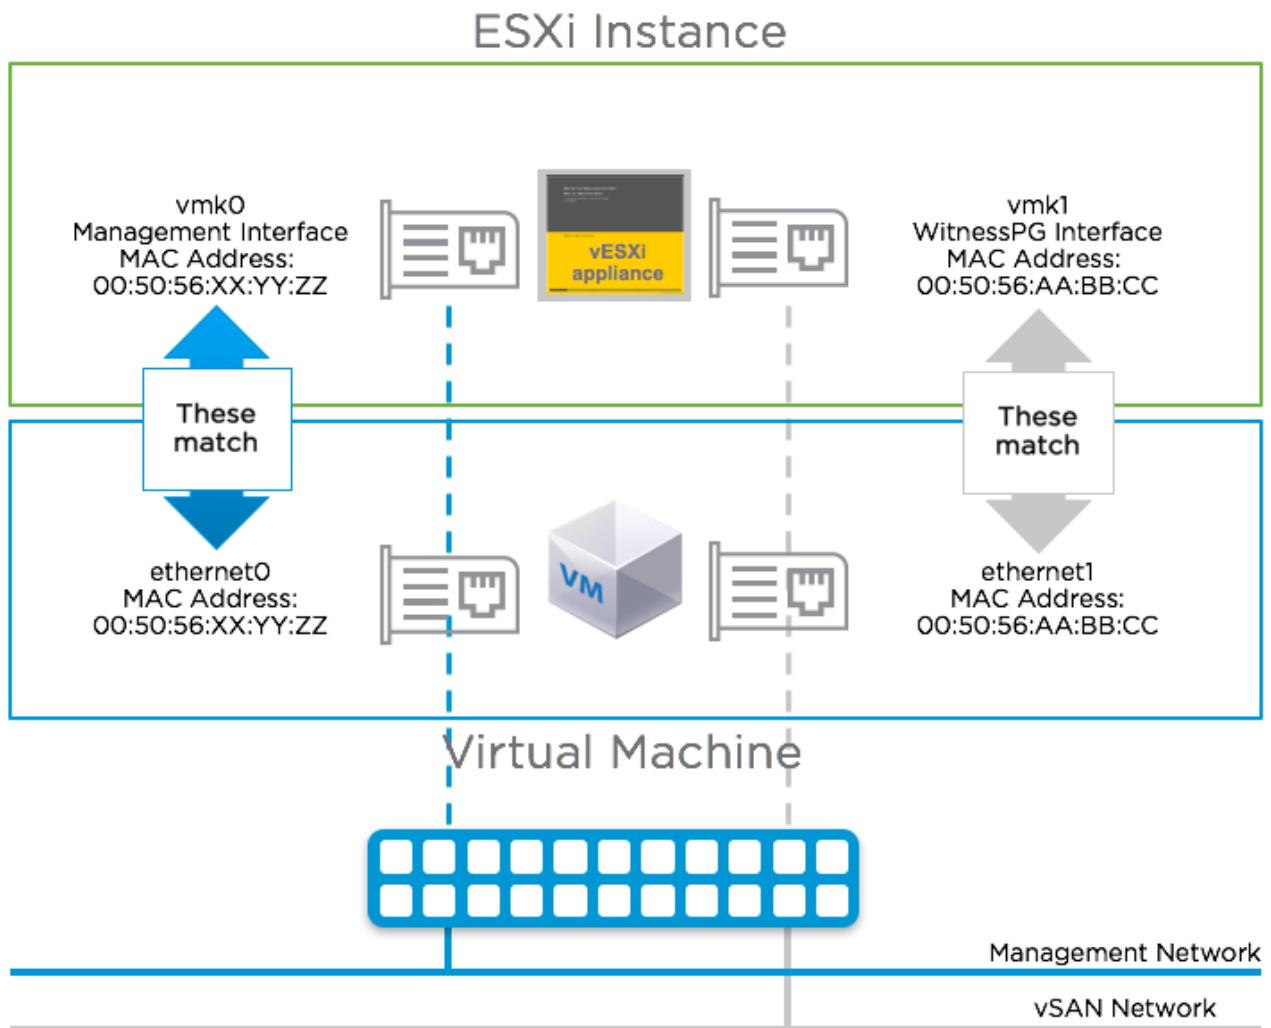 ESXi Instance
vmk0
Management Interface
MAC Address:
00:50:56:XX:YY:ZZ
vESXi
appliance
vmk1
WitnessPG Interface
MAC Address:
00:50:56:AA:BB:CC
These
match
These
match
ethernet0
MAC Address:
00:50:56:XX:YY:ZZ
VM
ethernet1
MAC Address:
00:50:56:AA:BB:CC
Virtual Machine
Management Network
vSAN Network